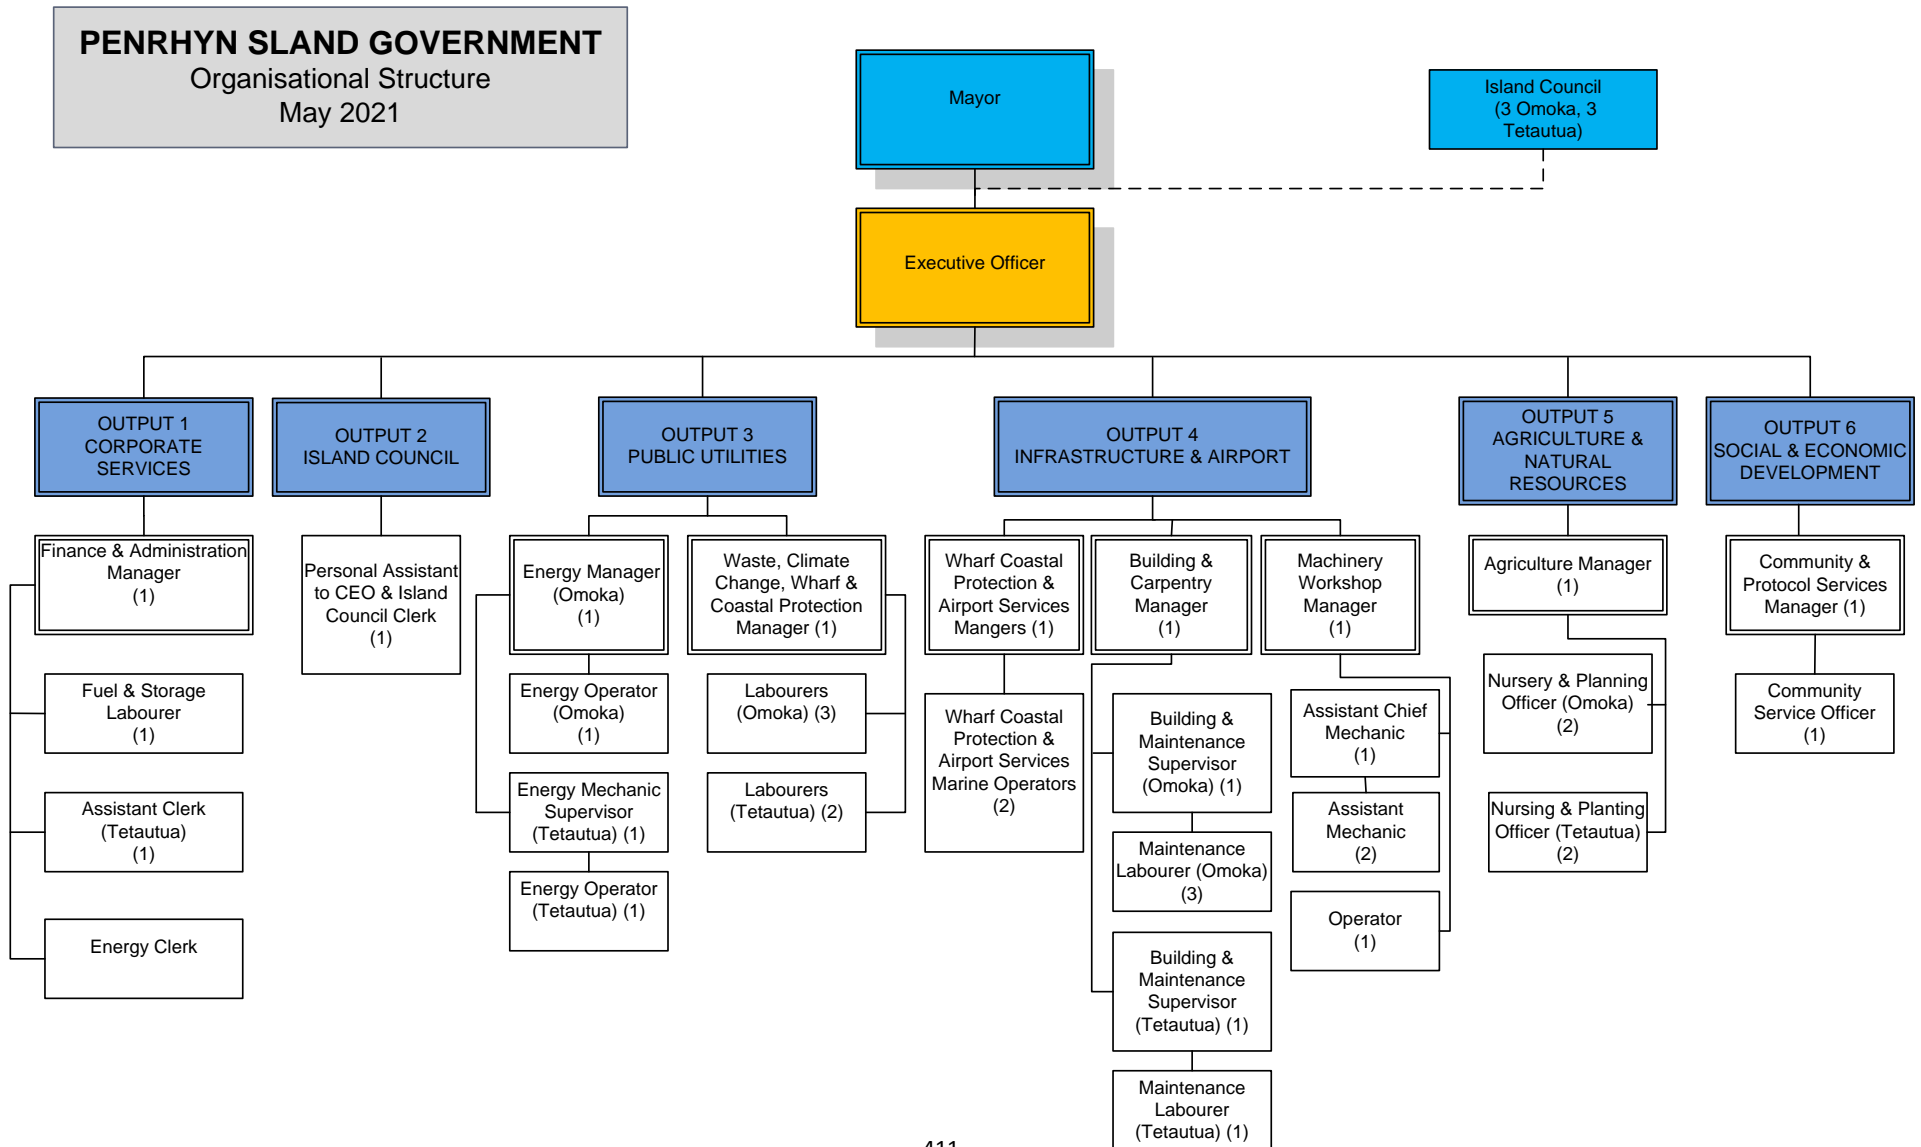 PENRHYN SLAND GOVERNMENT
Organisational Structure
May 2021
Mayor
Island Council
(3 Omoka, 3
Tetautua)
Executive Officer
OUTPUT 1
CORPORATE
SERVICES
OUTPUT 2
ISLAND COUNCIL
OUTPUT 3
PUBLIC UTILITIES
OUTPUT 4
INFRASTRUCTURE & AIRPORT
OUTPUT 5
AGRICULTURE &
NATURAL
RESOURCES
OUTPUT 6
SOCIAL & ECONOMIC
DEVELOPMENT
Finance & Administration
Manager
(1)
Fuel & Storage
Labourer
(1)
Assistant Clerk
(Tetautua)
(1)
Energy Clerk
Personal Assistant
to CEO & Island
Council Clerk
(1)
Energy Manager
(Omoka)
(1)
Energy Operator
(Omoka)
(1)
Energy Mechanic
Supervisor
(Tetautua) (1)
Energy Operator
(Tetautua) (1)
Waste, Climate
Change, Wharf &
Coastal Protection
Manager (1)
Labourers
(Omoka) (3)
Labourers
(Tetautua) (2)
Wharf Coastal
Protection &
Airport Services
Mangers (1)
Wharf Coastal
Protection &
Airport Services
Marine Operators
(2)
Building &
Carpentry
Manager
(1)
Building &
Maintenance
Supervisor
(Omoka) (1)
Maintenance
Labourer (Omoka)
(3)
Building &
Maintenance
Supervisor
(Tetautua) (1)
Maintenance
Labourer
(Tetautua) (1)
Machinery
Workshop
Manager
(1)
Assistant Chief
Mechanic
(1)
Assistant
Mechanic
(2)
Operator
(1)
Agriculture Manager
(1)
Nursery & Planning
Officer (Omoka)
(2)
Nursing & Planting
Officer (Tetautua)
(2)
Community &
Protocol Services
Manager (1)
Community
Service Officer
(1)
411